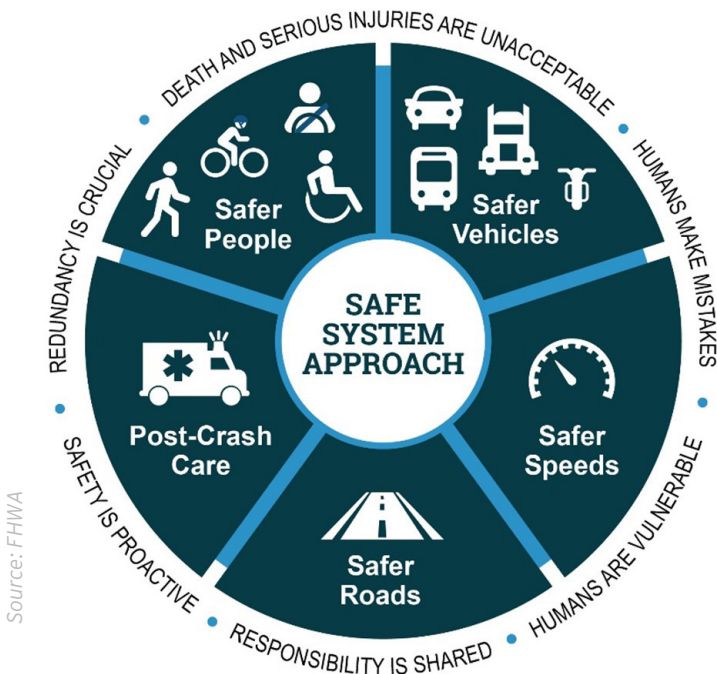 DEATH AND SERIOUS INJURIES ARE UNACCEPTABLE
HUMANS MAKE MISTAKES
HUMANS ARE VULNERABLE
RESPONSIBILITY IS SHARED
SAFETY IS PROACTIVE
REDUNDANCY IS CRUCIAL
Safer
People
Safer
Vehicles
SAFE
SYSTEM
APPROACH
Post-Crash
Care
Safer
Speeds
Safer
Roads
Source: FHWA